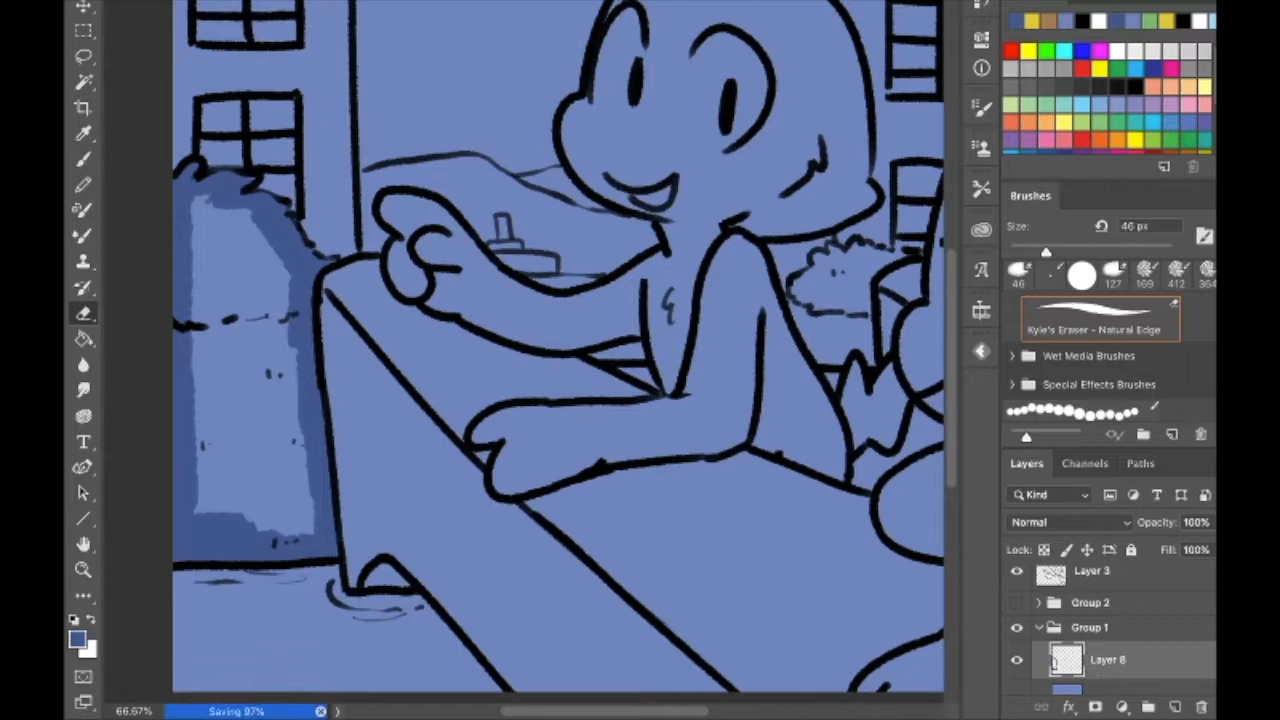 Brushes
Size: 46 px
46 127 169 412 364
Kyle's Eraser - Natural Edge
Wet Media Brushes
Special Effects Brushes
Layers Channels Paths
Kind
Normal Opacity: 100%
Lock: Fill: 100%
Layer 3
Group 2
Group 1
Layer 8
66.67% Saving 97%